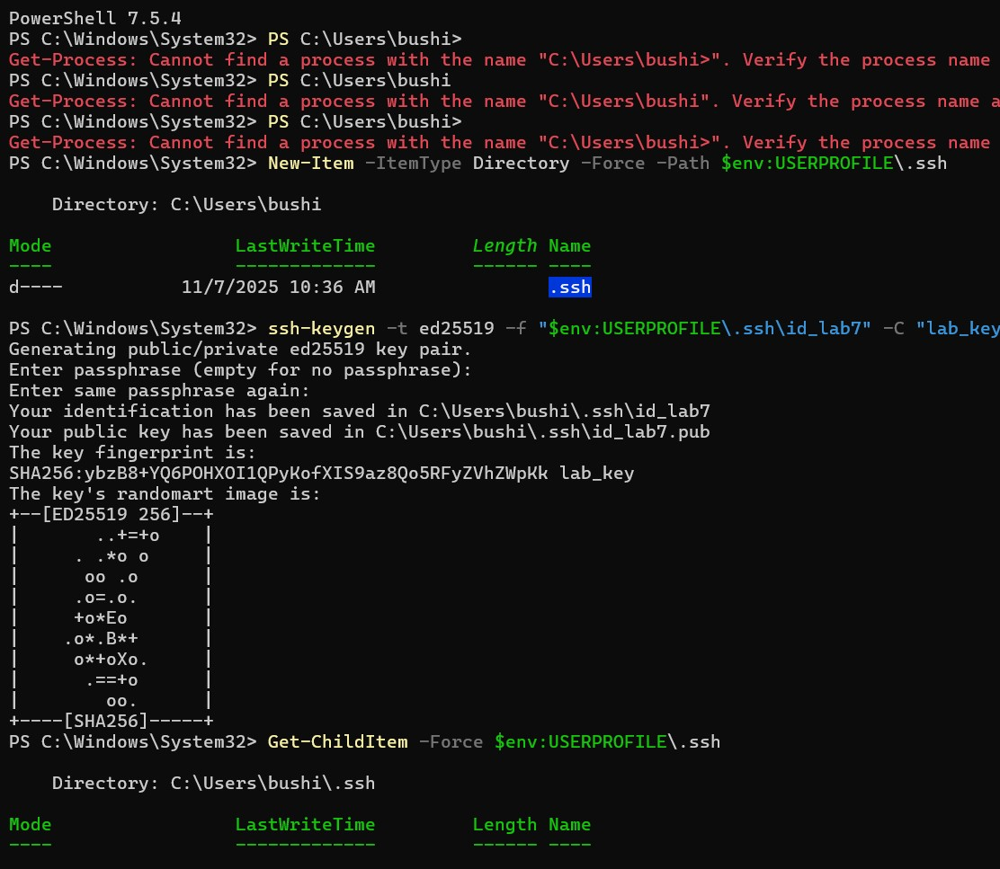 PowerShell 7.5.4
PS C:\Windows\System32> PS C:\Users\bushi>
Get-Process: Cannot find a process with the name "C:\Users\bushi>". Verify the process name
PS C:\Windows\System32> PS C:\Users\bushi
Get-Process: Cannot find a process with the name "C:\Users\bushi". Verify the process name a
PS C:\Windows\System32> PS C:\Users\bushi>
Get-Process: Cannot find a process with the name "C:\Users\bushi>". Verify the process name
PS C:\Windows\System32> New-Item -ItemType Directory -Force -Path $env:USERPROFILE\.ssh
    Directory: C:\Users\bushi
Mode                 LastWriteTime         Length Name
----                 -------------         ------ ----
d----           11/7/2025 10:36 AM                .ssh
PS C:\Windows\System32> ssh-keygen -t ed25519 -f "$env:USERPROFILE\.ssh\id_lab7" -C "lab_key
Generating public/private ed25519 key pair.
Enter passphrase (empty for no passphrase):
Enter same passphrase again:
Your identification has been saved in C:\Users\bushi\.ssh\id_lab7
Your public key has been saved in C:\Users\bushi\.ssh\id_lab7.pub
The key fingerprint is:
SHA256:ybzB8+YQ6POHXOI1QPyKofXIS9az8Qo5RFyZVhZWpKk lab_key
The key's randomart image is:
+--[ED25519 256]--+
|       ..+=+o    |
|     . .*o o     |
|      oo .o      |
|     .o=.o.      |
|     +o*Eo       |
|    .o*.B*+      |
|     o*+oXo.     |
|      .==+o      |
|        oo.      |
+----[SHA256]-----+
PS C:\Windows\System32> Get-ChildItem -Force $env:USERPROFILE\.ssh
    Directory: C:\Users\bushi\.ssh
Mode                 LastWriteTime         Length Name
----                 -------------         ------ ----